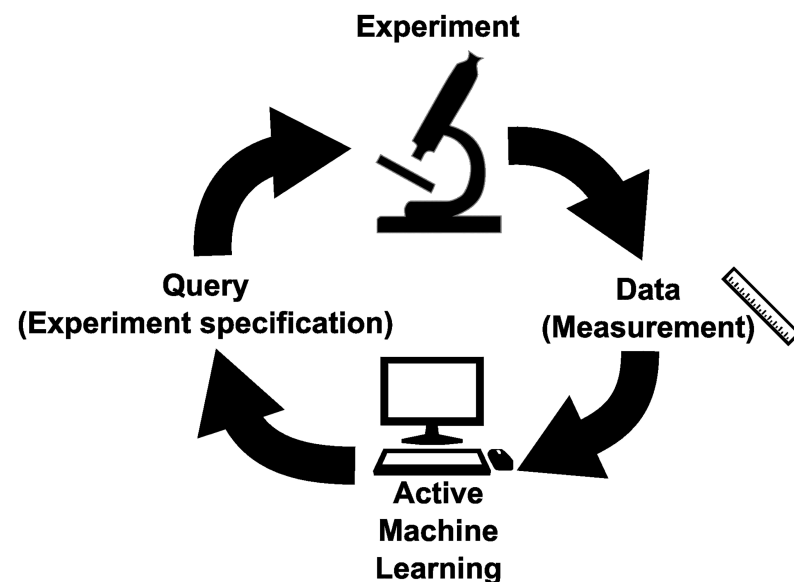 Experiment
Query
(Experiment specification)
Data
(Measurement)
Active
Machine
Learning